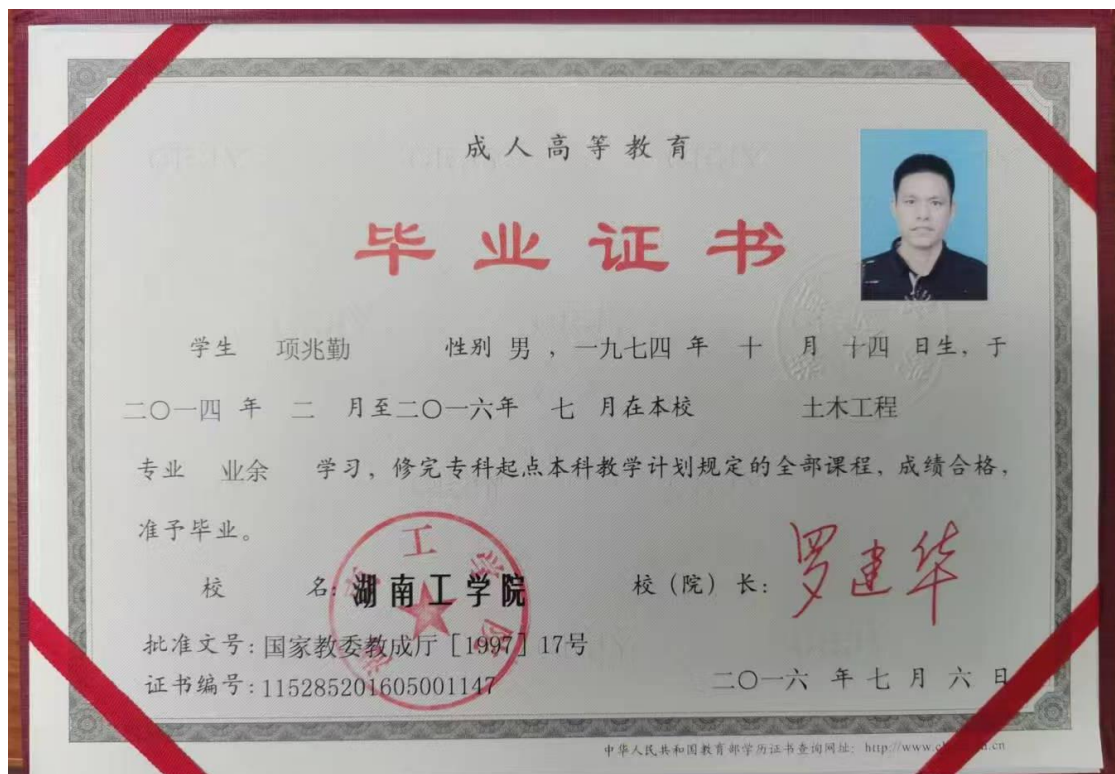 成人高等教育
毕业证书
学生 项兆勤 性别 男 ，一九七四 年 十 月 十四 日生，于
二〇一四 年 二 月至二〇一六年 七 月在本校 土木工程
专业 业余 学习，修完专科起点本科教学计划规定的全部课程，成绩合格，
准予毕业。
校 名：湖南工学院 校（院）长：罗建华
批准文号：国家教委教成厅［1997］17号
证书编号：115285201605001147
二〇一六 年 七 月 六 日
中华人民共和国教育部学历证书查询网址：http://www.